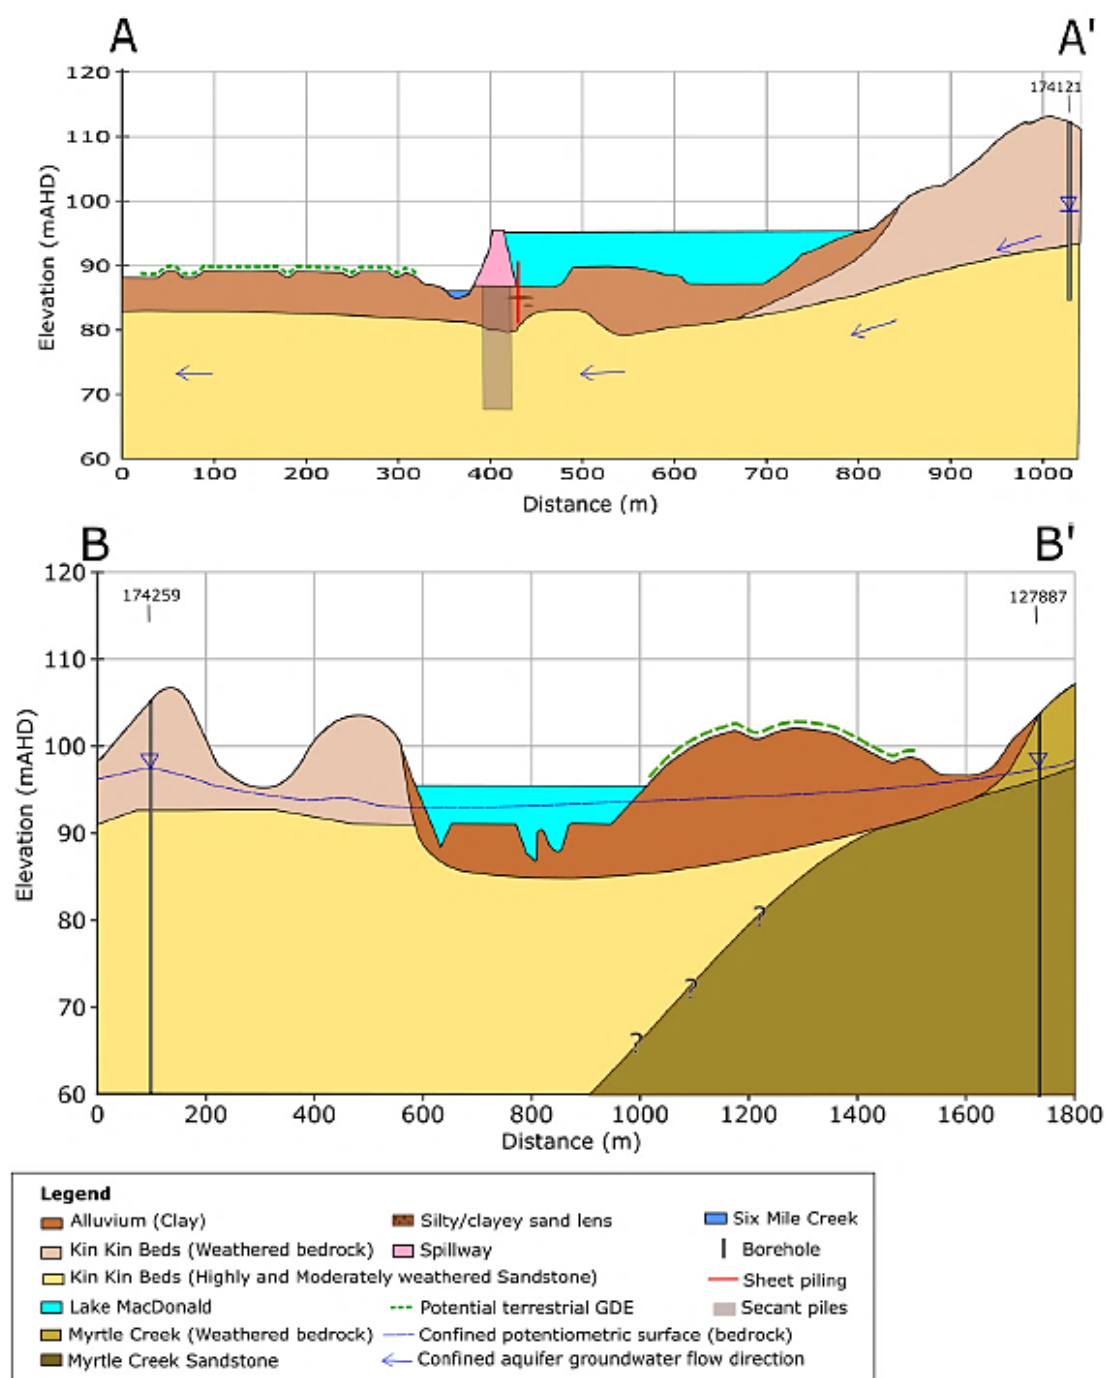 A A'
174121
120
110
100
90
80
70
60
Elevation (mAHD)
0 100 200 300 400 500 600 700 800 900 1000
Distance (m)
B B'
174259 127887
120
110
100
90
80
70
60
Elevation (mAHD)
?
?
?
0 200 400 600 800 1000 1200 1400 1600 1800
Distance (m)
Legend
Alluvium (Clay)
Kin Kin Beds (Weathered bedrock)
Kin Kin Beds (Highly and Moderately weathered Sandstone)
Lake MacDonald
Myrtle Creek (Weathered bedrock)
Myrtle Creek Sandstone
Silty/clayey sand lens
Spillway
Potential terrestrial GDE
Confined potentiometric surface (bedrock)
Confined aquifer groundwater flow direction
Six Mile Creek
Borehole
Sheet piling
Secant piles